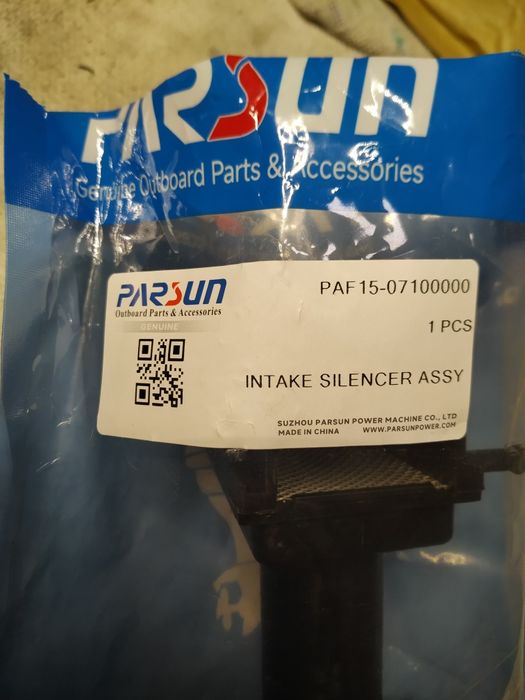 PARSUN
Genuine Outboard Parts & Accessories
PARSUN
Outboard Parts & Accessories
GENUINE
PAF15-07100000
1 PCS
INTAKE SILENCER ASSY
SUZHOU PARSUN POWER MACHINE CO., LTD
MADE IN CHINA WWW.PARSUNPOWER.COM